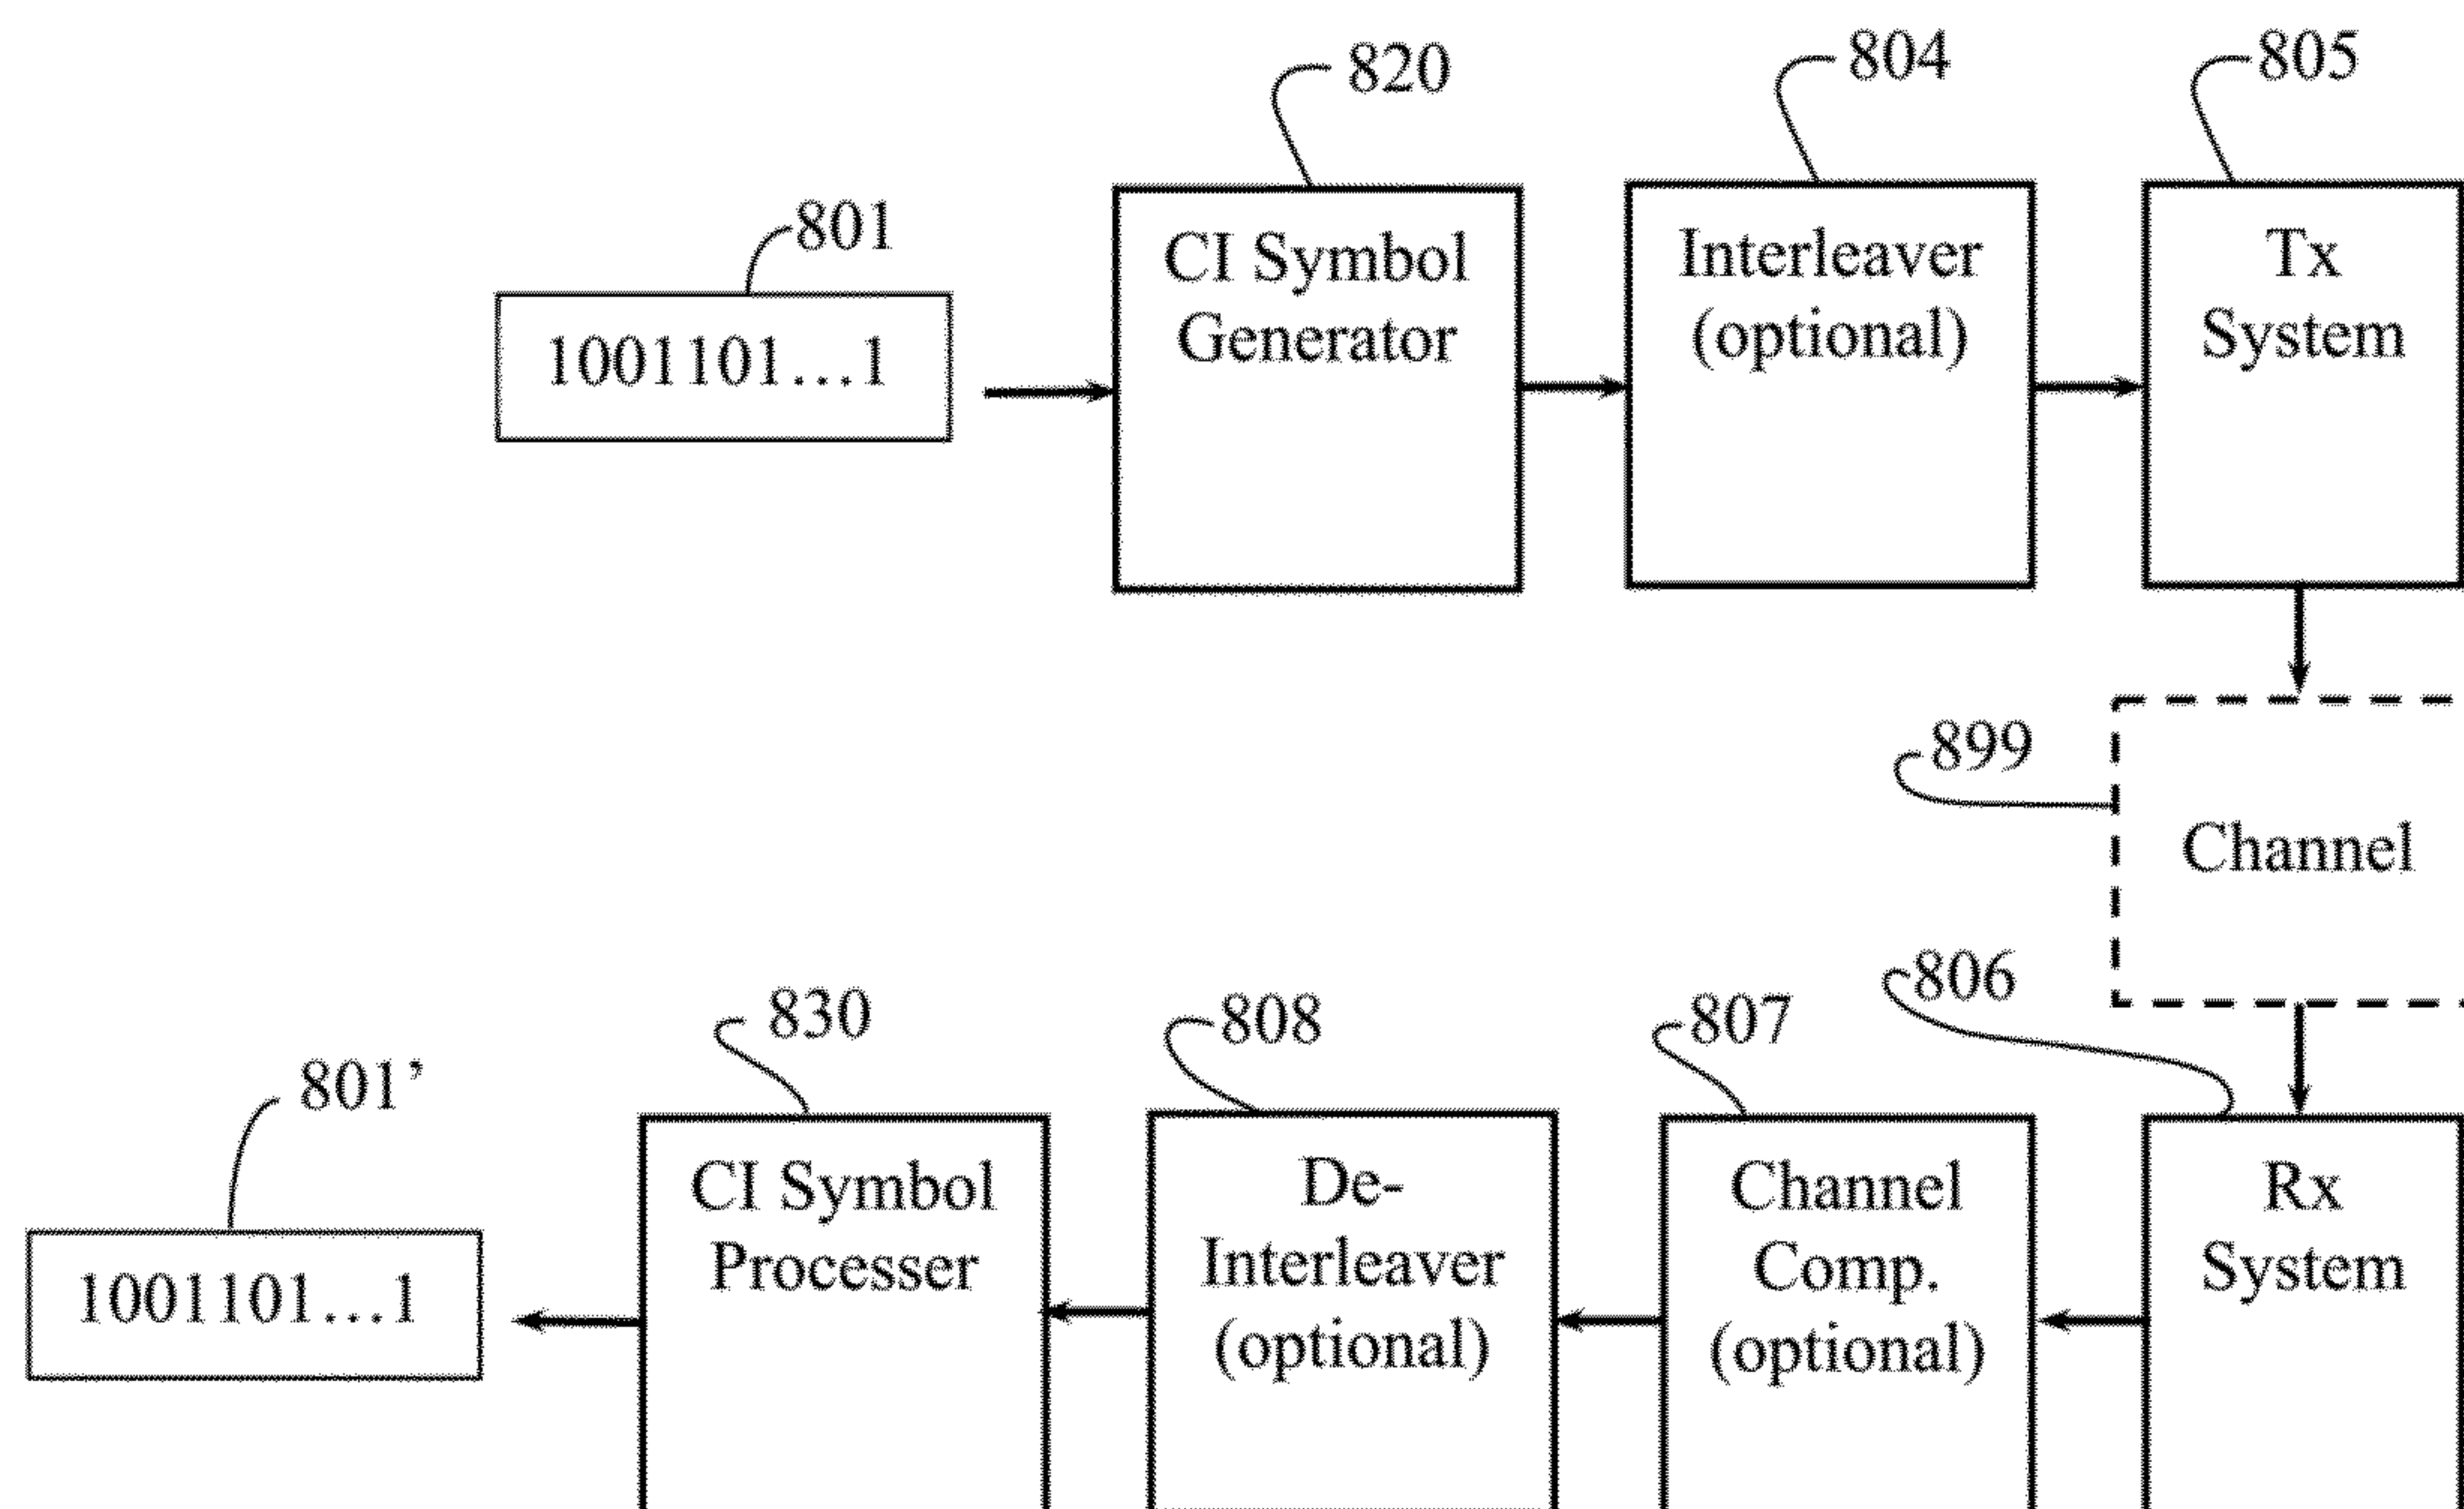 820
804
805
801
1001101...1
CI Symbol
Generator
Interleaver
(optional)
Tx
System
899
Channel
806
807
808
830
801’
1001101...1
CI Symbol
Processer
De-
Interleaver
(optional)
Channel
Comp.
(optional)
Rx
System